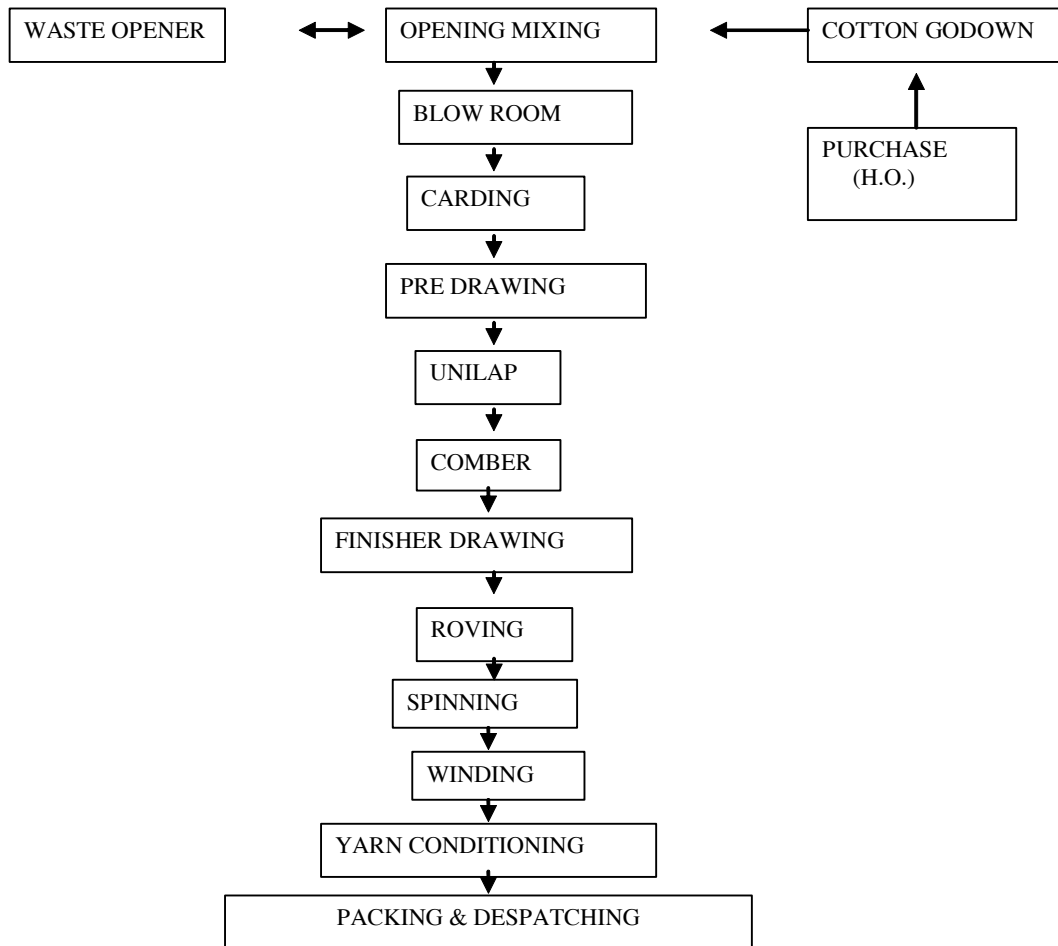 WASTE OPENER
OPENING MIXING
COTTON GODOWN
BLOW ROOM
PURCHASE
(H.O.)
CARDING
PRE DRAWING
UNILAP
COMBER
FINISHER DRAWING
ROVING
SPINNING
WINDING
YARN CONDITIONING
PACKING & DESPATCHING